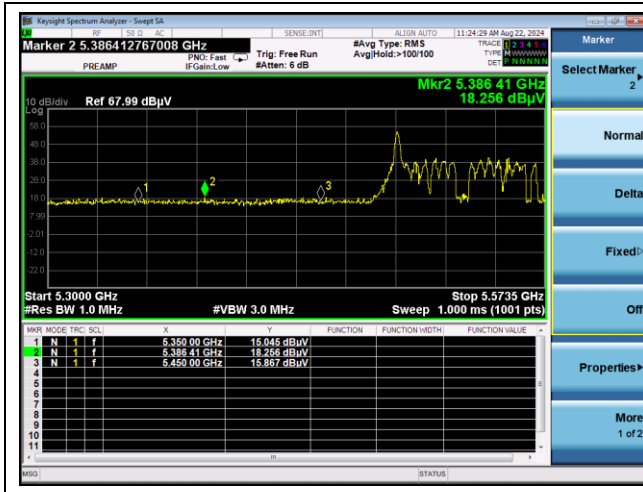 Keysight Spectrum Analyzer - Swept SA
RF 50 Ω AC SENSE:INT ALIGN AUTO 11:24:29 AM Aug 22, 2024
Marker 2 5.386412767008 GHz
PREAMP
PNO: Fast
IFGain:Low
Trig: Free Run
#Atten: 6 dB
#Avg Type: RMS
Avg|Hold:>100/100
TRACE 1 2 3 4 5 6
TYPE M W W W W W
DET P N N N N N
Mkr2 5.386 41 GHz
18.256 dBµV
10 dB/div Ref 67.99 dBµV
Log
58.0
48.0
38.0
28.0
18.0
7.99
-2.01
-12.0
-22.0
1
2
3
Start 5.3000 GHz
Stop 5.5735 GHz
#Res BW 1.0 MHz #VBW 3.0 MHz Sweep 1.000 ms (1001 pts)
MKR MODE TRC SCL X Y FUNCTION FUNCTION WIDTH FUNCTION VALUE
1 N 1 f 5.350 00 GHz 15.045 dBµV
2 N 1 f 5.386 41 GHz 18.256 dBµV
3 N 1 f 5.450 00 GHz 15.867 dBµV
4
5
6
7
8
9
10
11
MSG STATUS
Marker
Select Marker
2
Normal
Delta
Fixed
Off
Properties
More
1 of 2